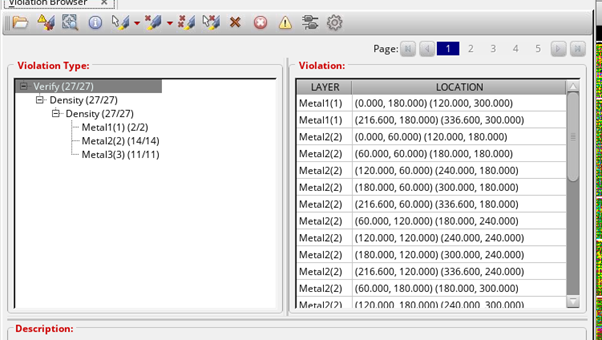 Violation Browser
Page: 1 2 3 4 5
Violation Type:
Verify (27/27)
Density (27/27)
Density (27/27)
Metal1(1) (2/2)
Metal2(2) (14/14)
Metal3(3) (11/11)
Violation:
LAYER LOCATION
Metal1(1) (0.000, 180.000) (120.000, 300.000)
Metal1(1) (216.600, 180.000) (336.600, 300.000)
Metal2(2) (0.000, 60.000) (120.000, 180.000)
Metal2(2) (60.000, 60.000) (180.000, 180.000)
Metal2(2) (120.000, 60.000) (240.000, 180.000)
Metal2(2) (180.000, 60.000) (300.000, 180.000)
Metal2(2) (216.600, 60.000) (336.600, 180.000)
Metal2(2) (60.000, 120.000) (180.000, 240.000)
Metal2(2) (120.000, 120.000) (240.000, 240.000)
Metal2(2) (180.000, 120.000) (300.000, 240.000)
Metal2(2) (216.600, 120.000) (336.600, 240.000)
Metal2(2) (60.000, 180.000) (180.000, 300.000)
Metal2(2) (120.000, 180.000) (240.000, 300.000)
Description: